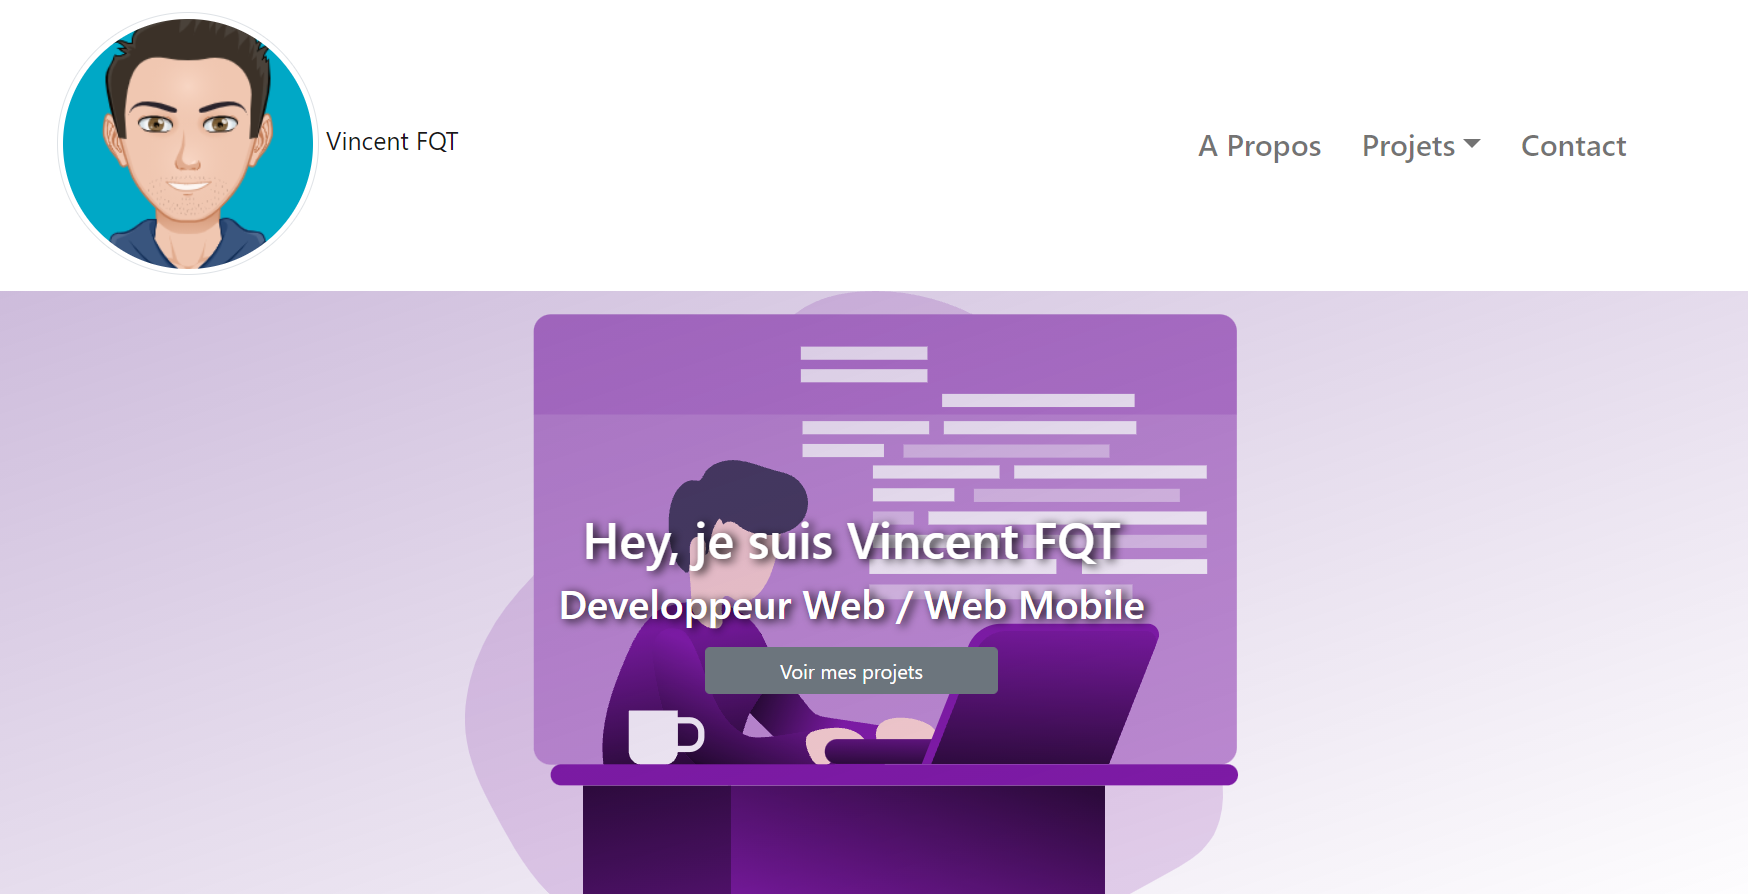 Vincent FQT
A Propos Projets Contact
Hey, je suis Vincent FQT
Developpeur Web / Web Mobile
Voir mes projets